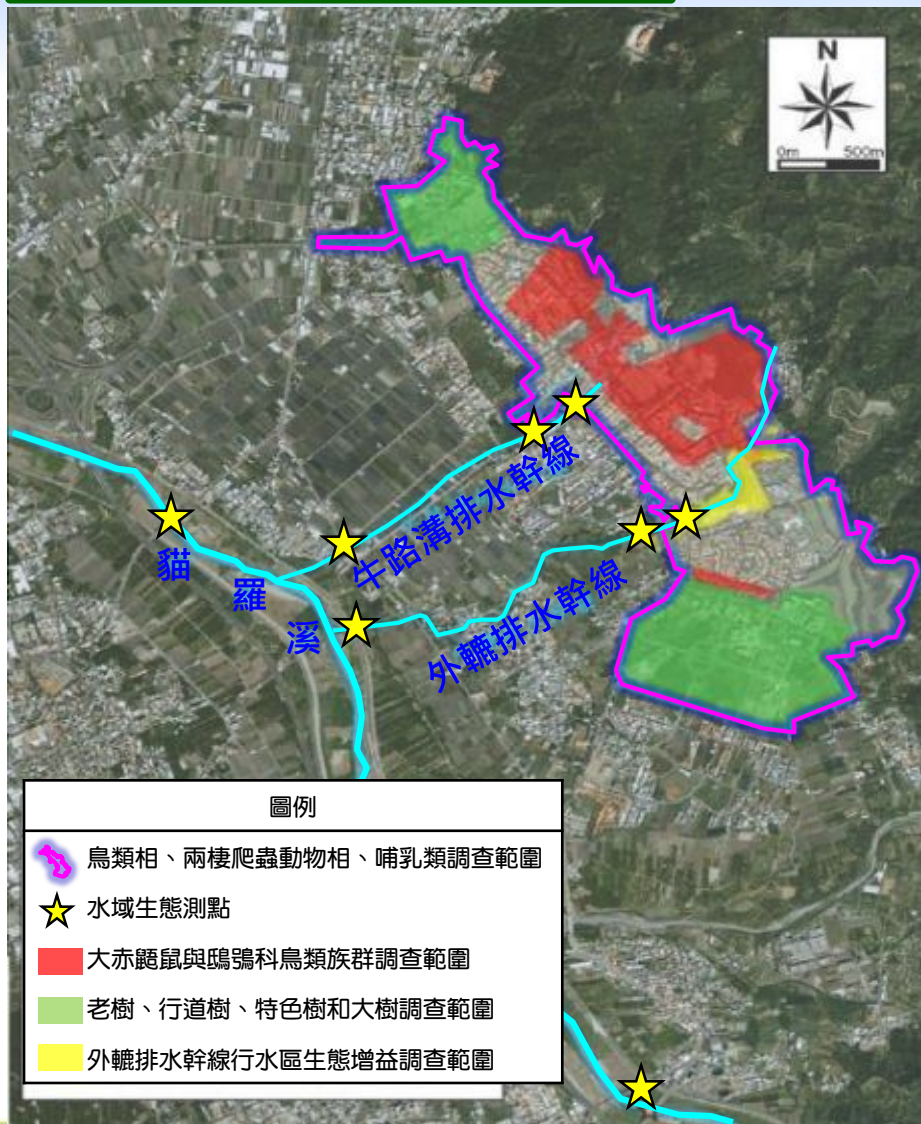 N
0m 500m
牛路溝排水幹線
貓
羅
溪
外轆排水幹線
圖例
鳥類相、兩棲爬蟲動物相、哺乳類調查範圍
水域生態測點
大赤鼯鼠與鴟鴞科鳥類族群調查範圍
老樹、行道樹、特色樹和大樹調查範圍
外轆排水幹線行水區生態增益調查範圍